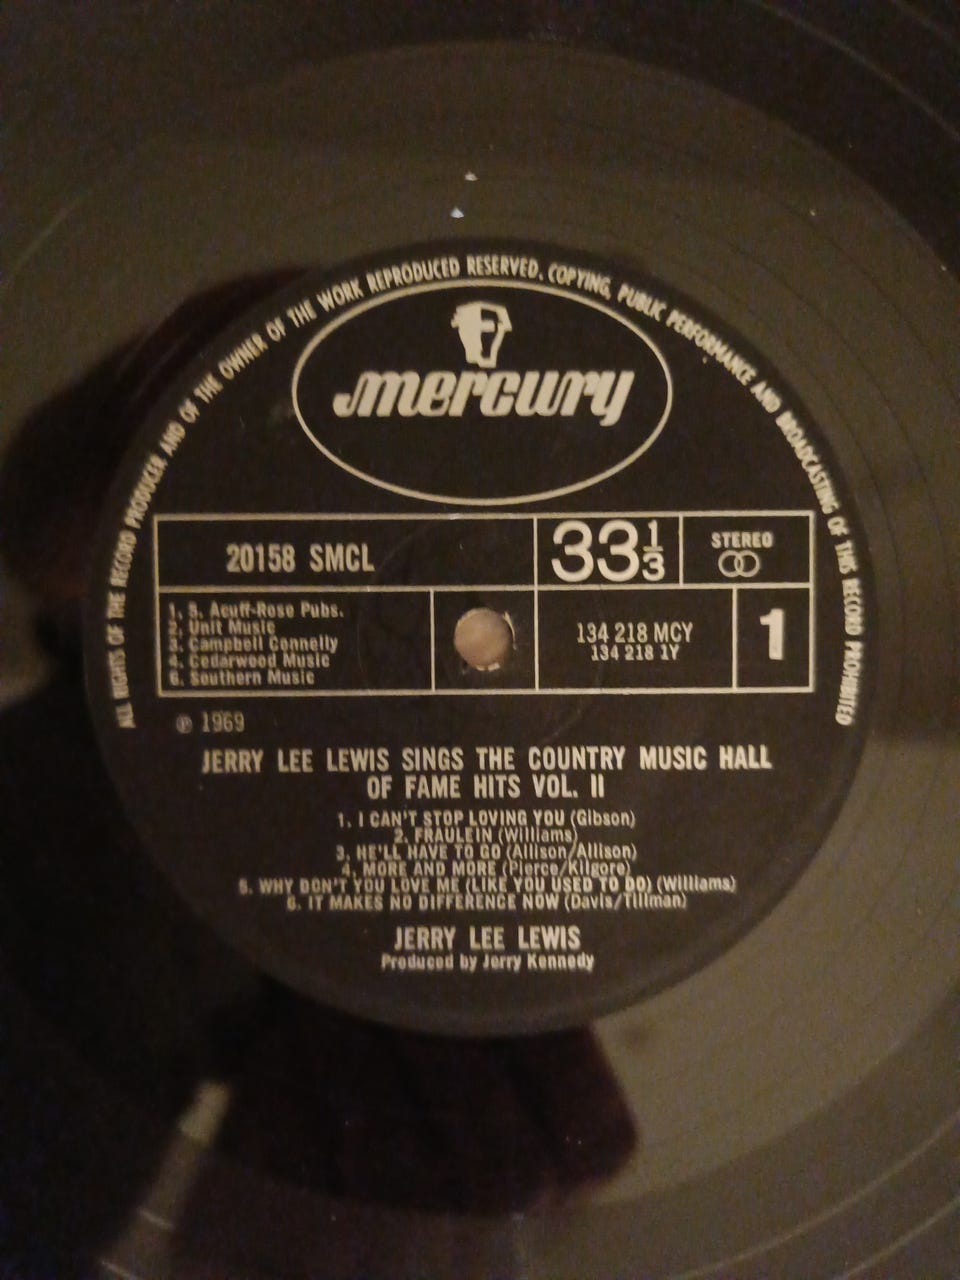 ALL RIGHTS OF THE RECORD PRODUCER AND OF THE OWNER OF THE WORK REPRODUCED RESERVED. COPYING, PUBLIC PERFORMANCE AND BROADCASTING OF THIS RECORD PROHIBITED
mercury
20158 SMCL
33 1/3
STEREO
1. 5. Acuff-Rose Pubs.
2. Unit Music
3. Campbell Connelly
4. Cedarwood Music
6. Southern Music
134 218 MCY
134 218 1Y
1
℗ 1969
JERRY LEE LEWIS SINGS THE COUNTRY MUSIC HALL
OF FAME HITS VOL. II
1. I CAN'T STOP LOVING YOU (Gibson)
2. FRAULEIN (Williams)
3. HE'LL HAVE TO GO (Allison/Allison)
4. MORE AND MORE (Pierce/Kilgore)
5. WHY DON'T YOU LOVE ME (LIKE YOU USED TO DO) (Williams)
6. IT MAKES NO DIFFERENCE NOW (Davis/Tillman)
JERRY LEE LEWIS
Produced by Jerry Kennedy